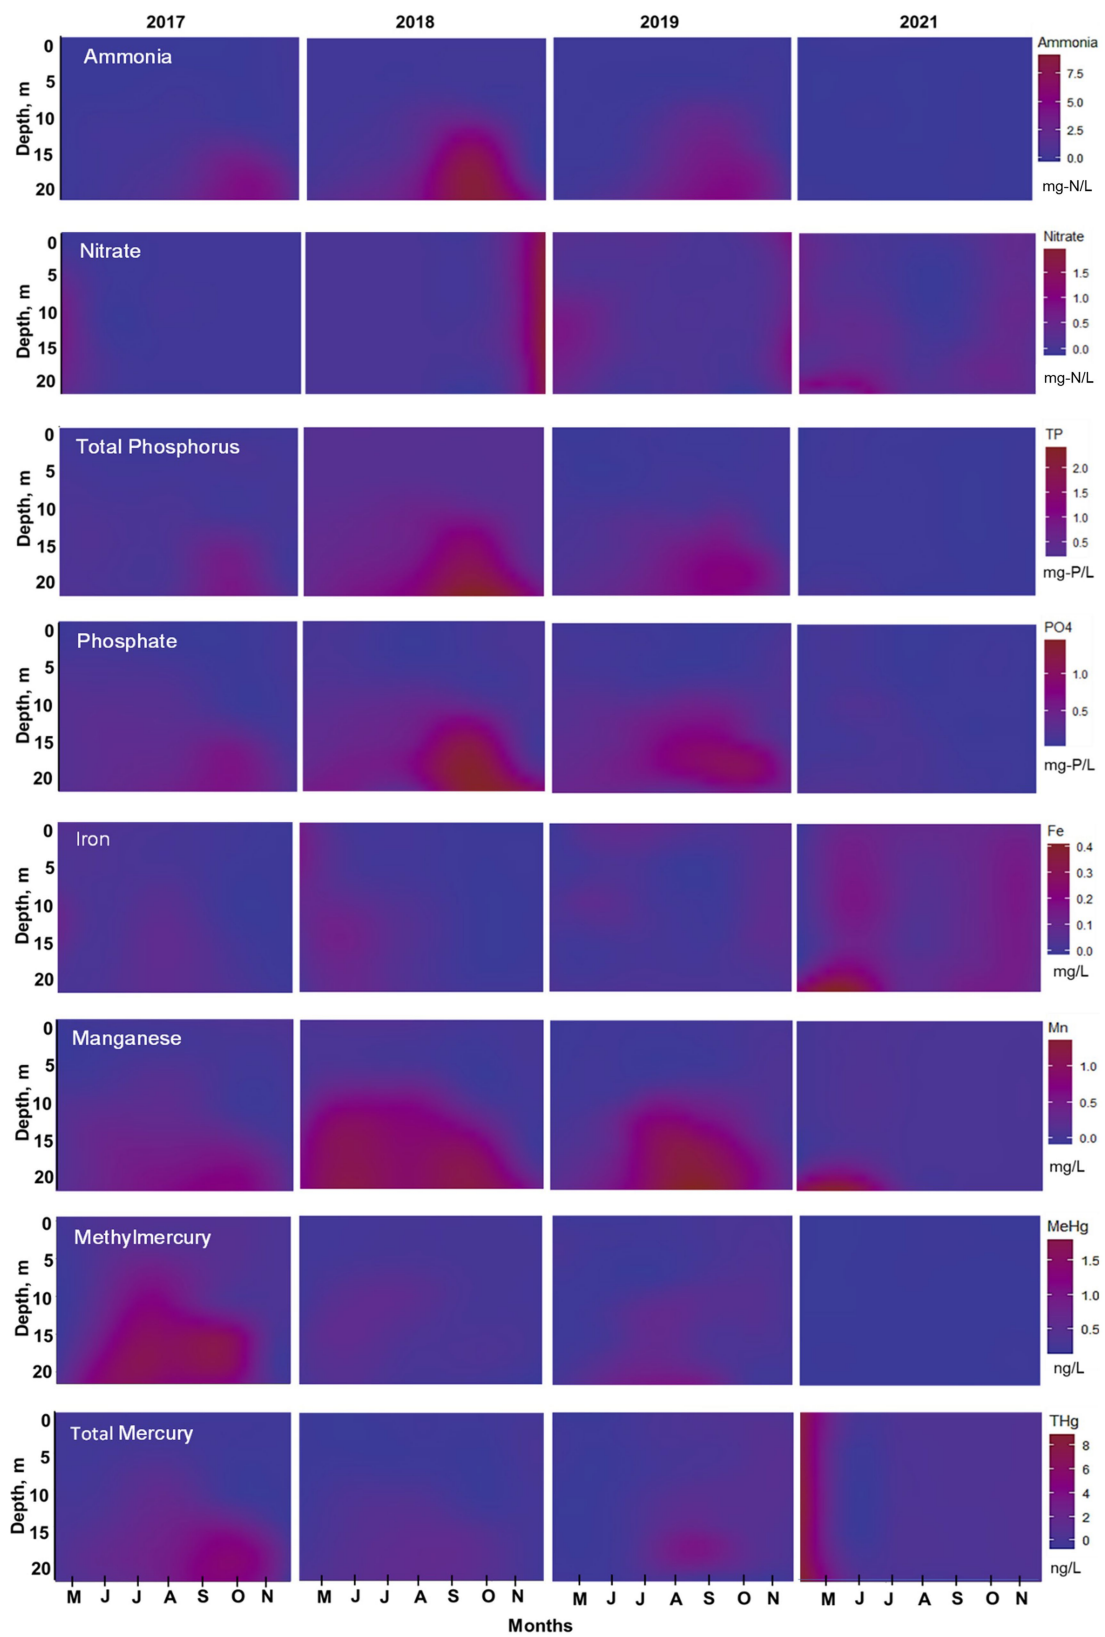 2017 2018 2019 2021
Ammonia
Depth, m
0
5
10
15
20
Ammonia
7.5
5.0
2.5
0.0
mg-N/L
Nitrate
Depth, m
0
5
10
15
20
Nitrate
1.5
1.0
0.5
0.0
mg-N/L
Total Phosphorus
Depth, m
0
5
10
15
20
TP
2.0
1.5
1.0
0.5
mg-P/L
Phosphate
Depth, m
0
5
10
15
20
PO4
1.0
0.5
mg-P/L
Iron
Depth, m
0
5
10
15
20
Fe
0.4
0.3
0.2
0.1
0.0
mg/L
Manganese
Depth, m
0
5
10
15
20
Mn
1.0
0.5
0.0
mg/L
Methylmercury
Depth, m
0
5
10
15
20
MeHg
1.5
1.0
0.5
ng/L
Total Mercury
Depth, m
0
5
10
15
20
THg
8
6
4
2
0
ng/L
M J J A S O N M J J A S O N M J J A S O N M J J A S O N
Months